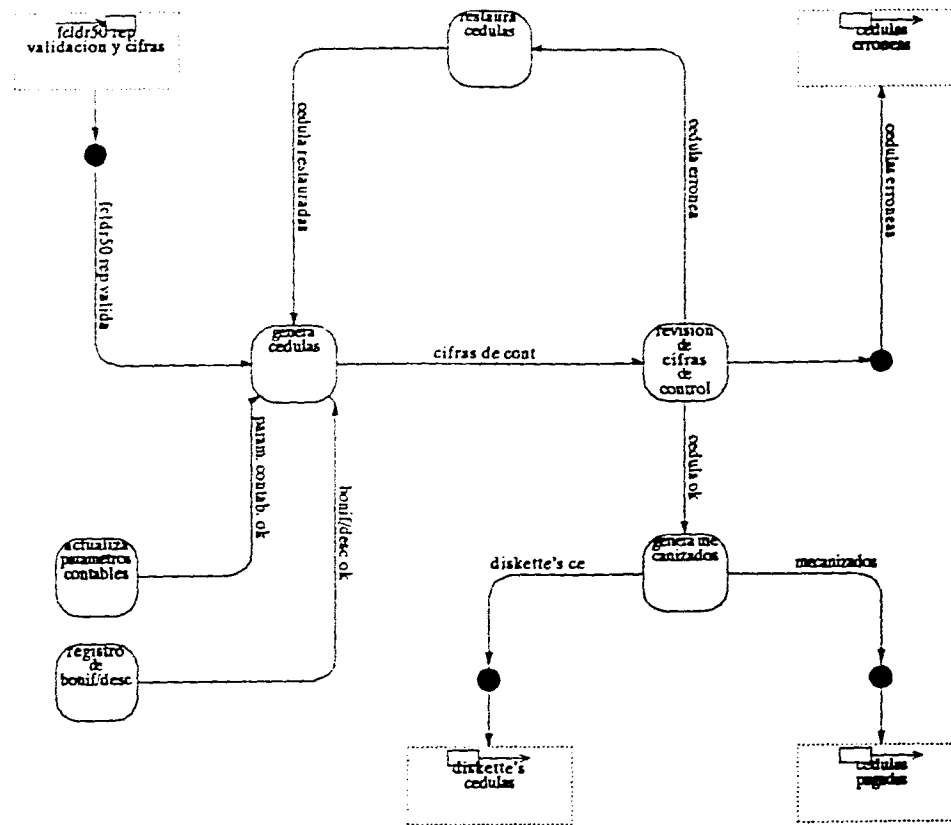 fcldr50 rep
validacion y cifras
restaura
cedulas
cedulas
erroneas
cedula restauradas
cedula erronea
cedulas erroneas
fcldr50 rep valida
genera
cedulas
cifras de cont
revision
de
cifras
de
control
param. contab. ok
bonif/desc ok
cedula ok
actualiza
parametros
contables
genera me
canizados
diskette's ce
mecanizados
registro
de
bonif/desc
diskette's
cedulas
cedulas
pagadas